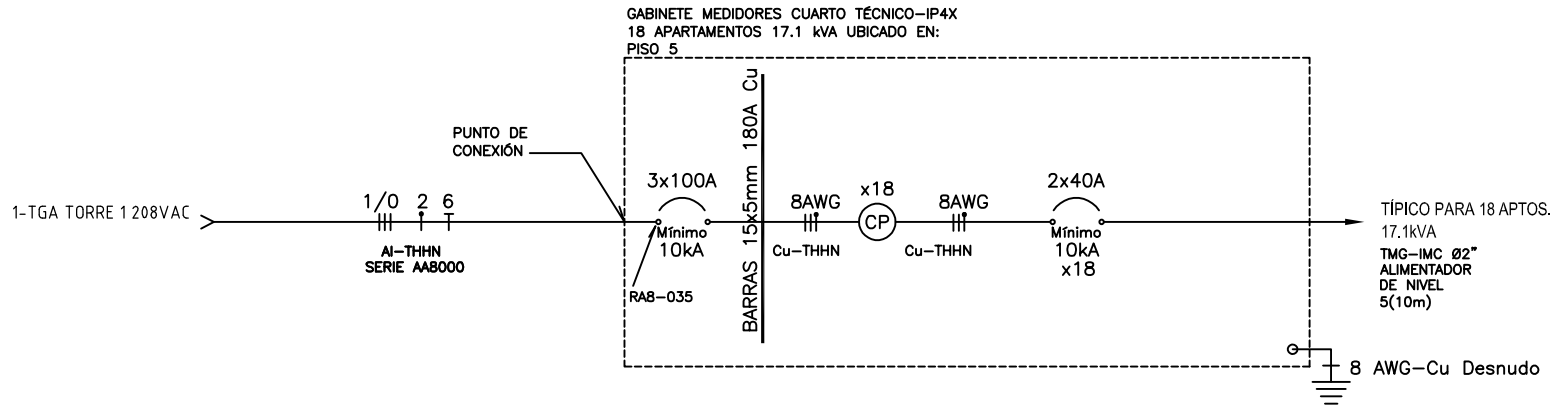 GABINETE MEDIDORES CUARTO TÉCNICO-IP4X
18 APARTAMENTOS 17.1 kVA UBICADO EN:
PISO 5
1-TGA TORRE 1 208VAC
1/0 2 6
Al-THHN
SERIE AA8000
PUNTO DE
CONEXIÓN
3x100A
Mínimo
10kA
RA8-035
BARRAS 15x5mm 180A Cu
8AWG
Cu-THHN
x18
CP
8AWG
Cu-THHN
2x40A
Mínimo
10kA
x18
TÍPICO PARA 18 APTOS.
17.1kVA
TMG-IMC Ø2"
ALIMENTADOR
DE NIVEL
5(10m)
8 AWG-Cu Desnudo